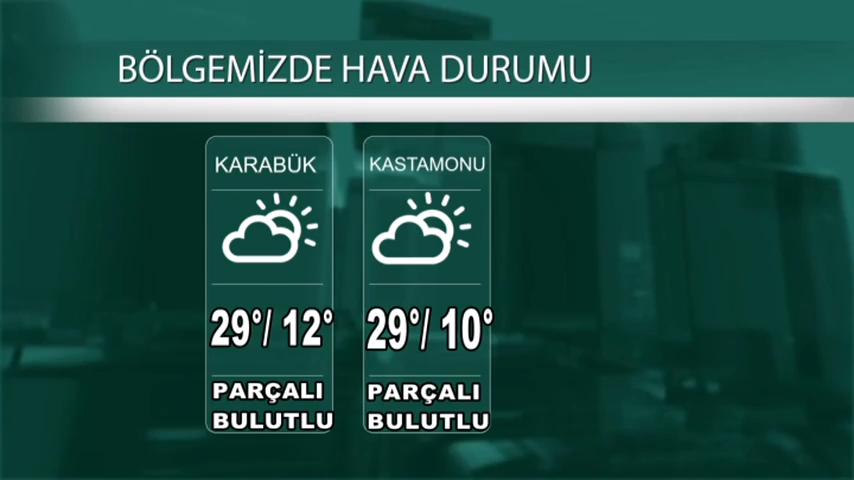 BÖLGEMİZDE HAVA DURUMU
KARABÜK
29°/ 12°
PARÇALI
BULUTLU
KASTAMONU
29°/ 10°
PARÇALI
BULUTLU